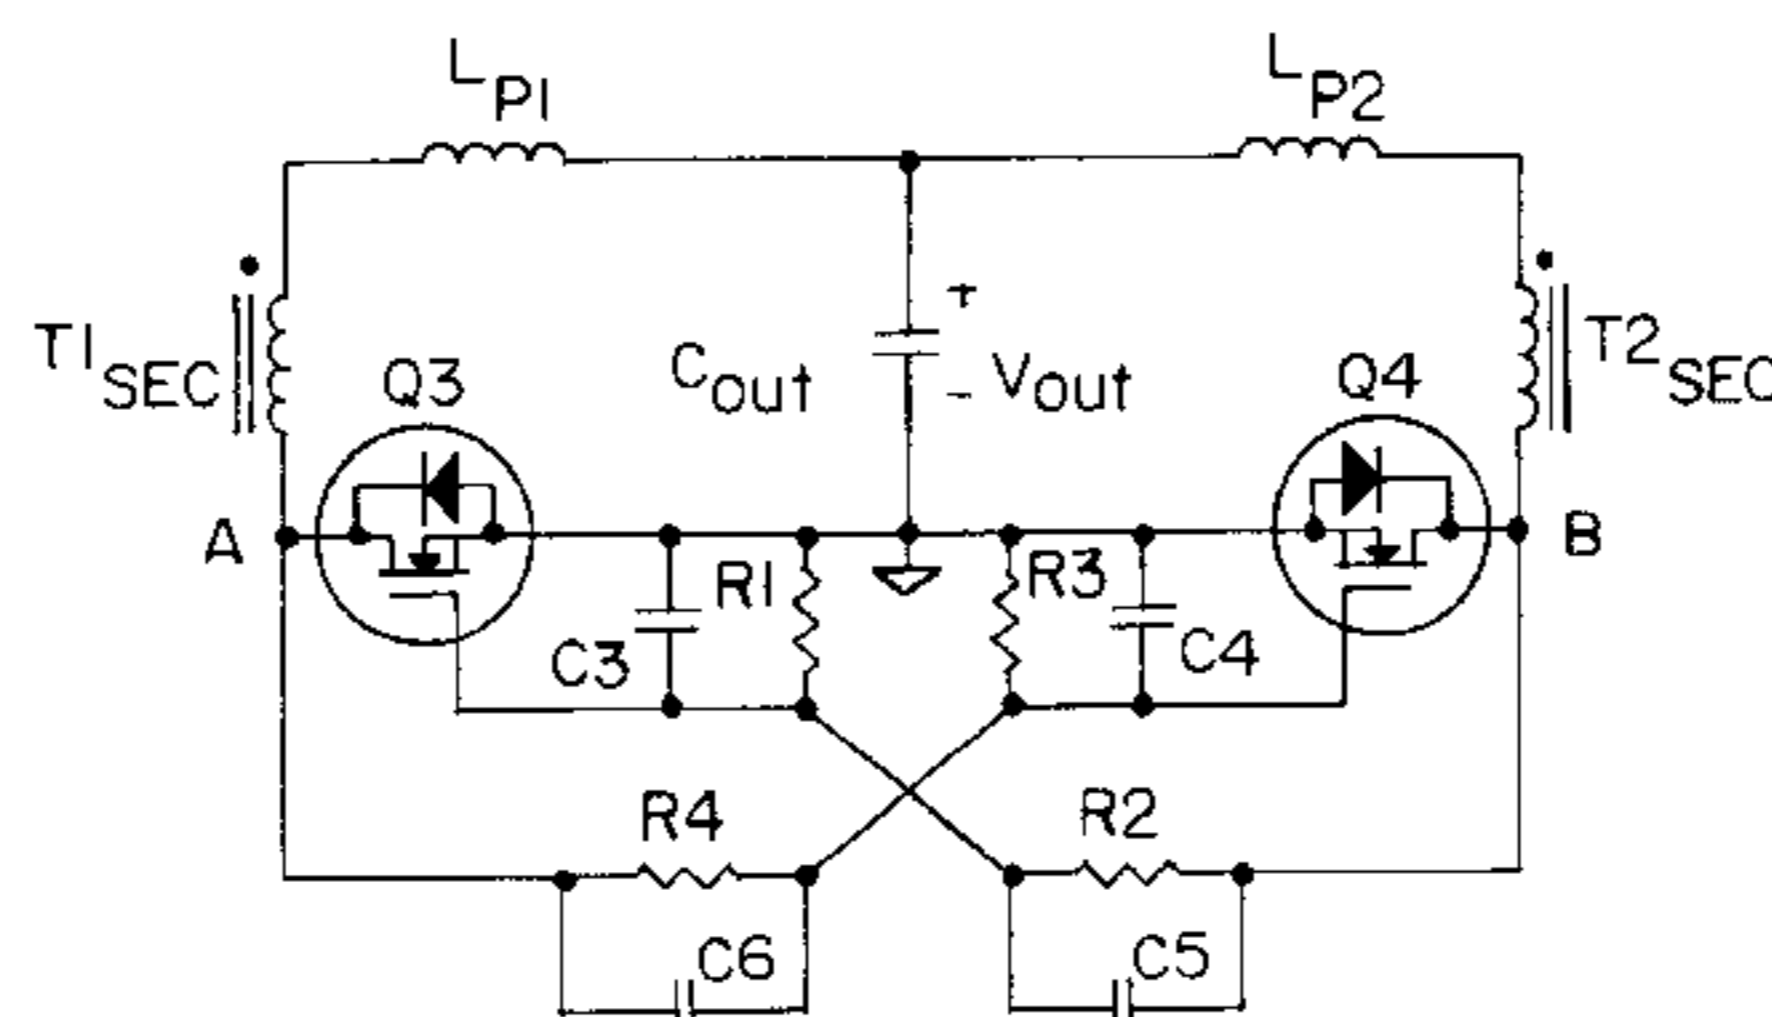 LP1
LP2
T1SEC
Q3
Cout
+
- Vout
Q4
T2SEC
A
B
R1
R3
C3
C4
R4
R2
C6
C5